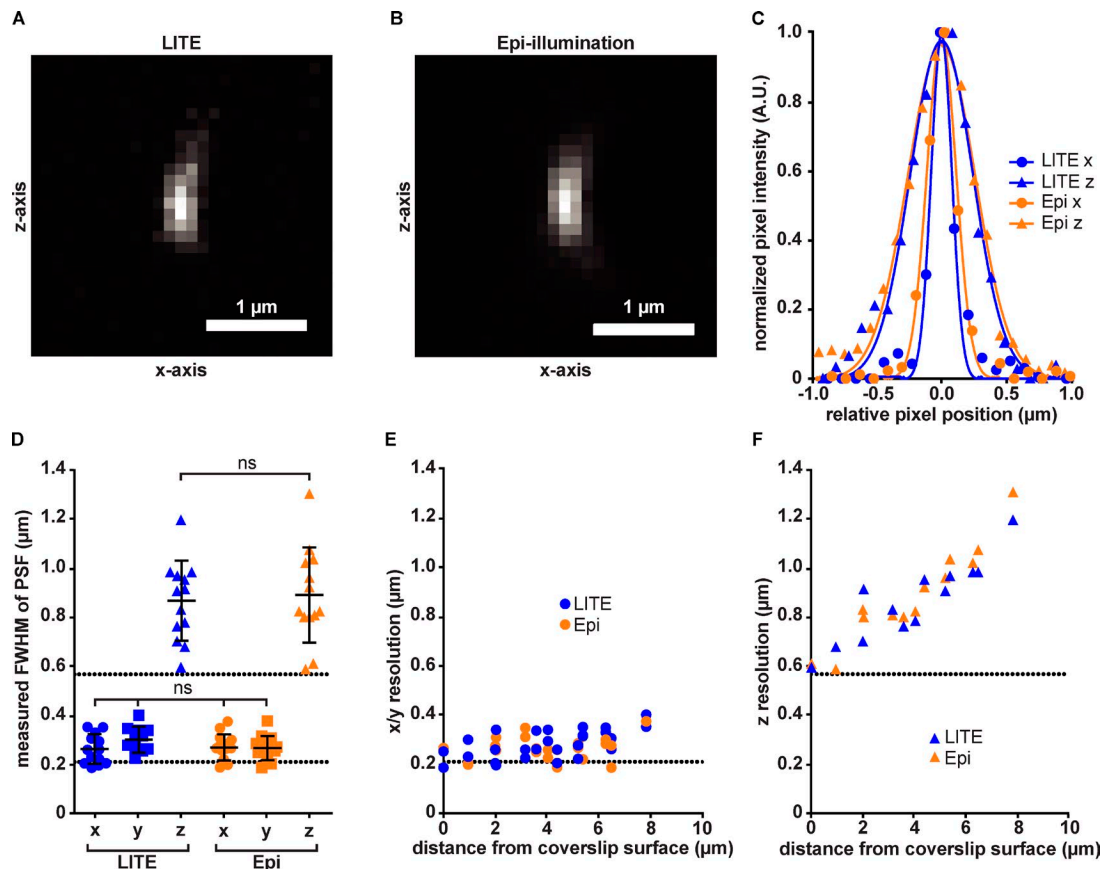 A
LITE
z-axis
1 µm
x-axis
B
Epi-illumination
z-axis
1 µm
x-axis
C
normalized pixel intensity (A.U.)
1.0
0.8
0.6
0.4
0.2
0
-1.0 -0.5 0.0 0.5 1.0
relative pixel position (µm)
LITE x
LITE z
Epi x
Epi z
D
measured FWHM of PSF (µm)
1.4
1.2
1.0
0.8
0.6
0.4
0.2
0
ns
ns
x y z x y z
LITE Epi
E
x/y resolution (µm)
1.4
1.2
1.0
0.8
0.6
0.4
0.2
0
LITE
Epi
0 2 4 6 8 10
distance from coverslip surface (µm)
F
z resolution (µm)
1.4
1.2
1.0
0.8
0.6
0.4
0.2
0
LITE
Epi
0 2 4 6 8 10
distance from coverslip surface (µm)